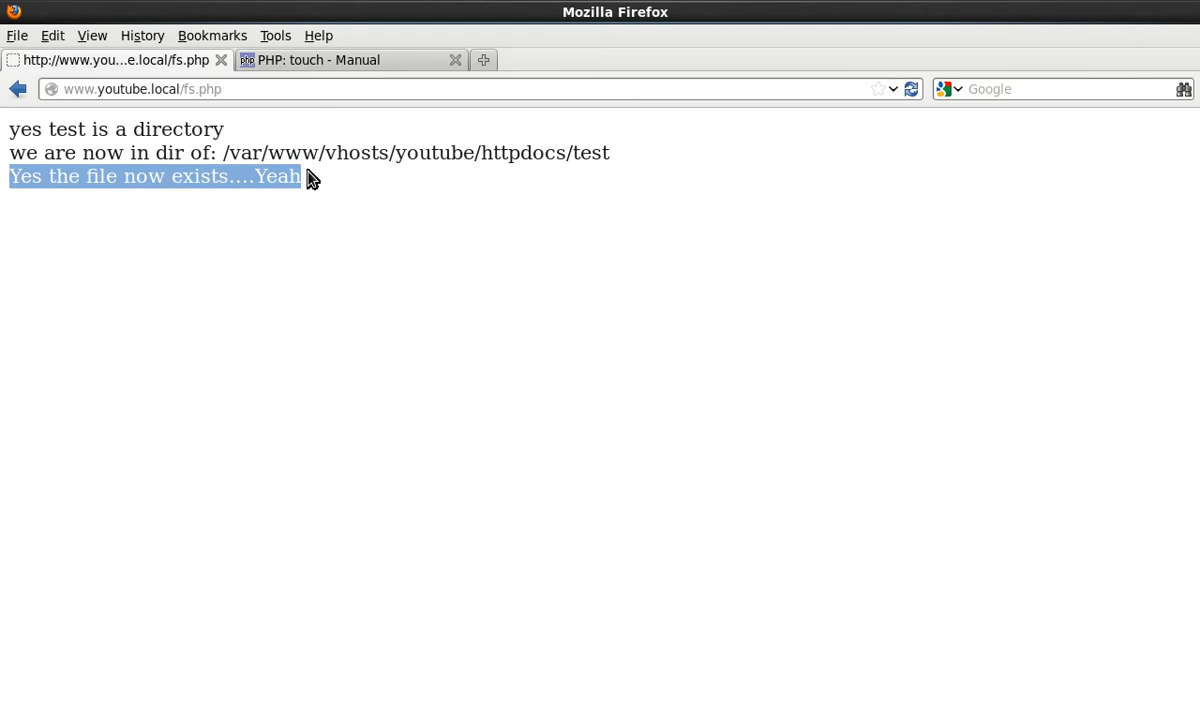 Mozilla Firefox
File Edit View History Bookmarks Tools Help
http://www.you...e.local/fs.php php PHP: touch - Manual
www.youtube.local/fs.php Google
yes test is a directory
we are now in dir of: /var/www/vhosts/youtube/httpdocs/test
Yes the file now exists....Yeah